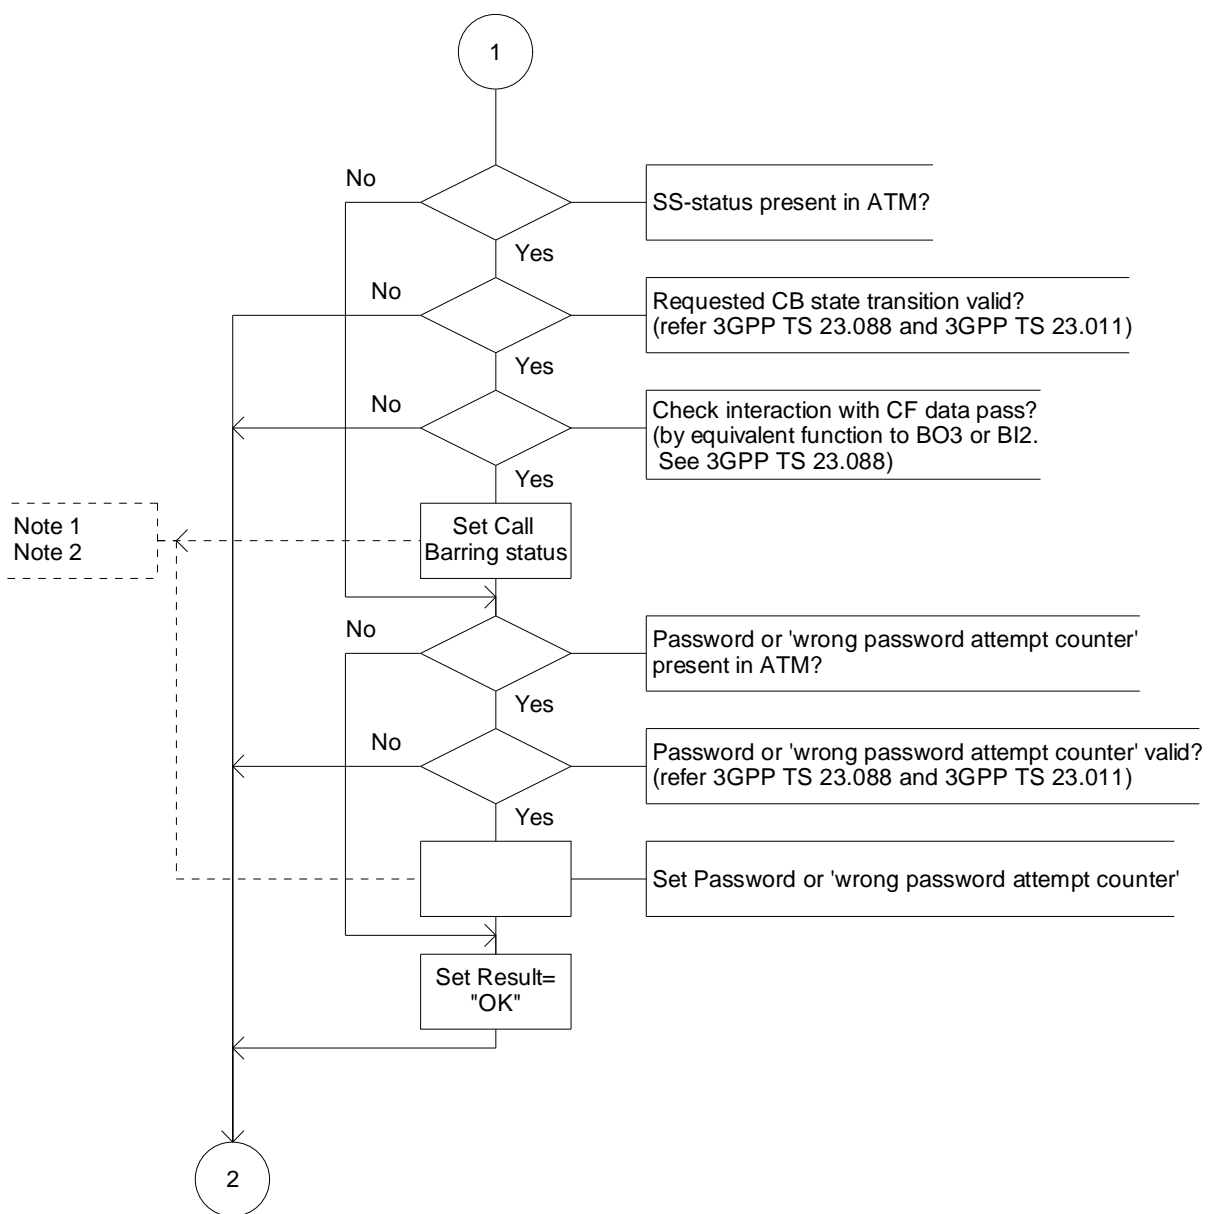 1
No
SS-status present in ATM?
Yes
No
Requested CB state transition valid?
(refer 3GPP TS 23.088 and 3GPP TS 23.011)
Yes
No
Check interaction with CF data pass?
(by equivalent function to BO3 or BI2.
See 3GPP TS 23.088)
Yes
Note 1
Note 2
Set Call
Barring status
No
Password or 'wrong password attempt counter'
present in ATM?
Yes
No
Password or 'wrong password attempt counter' valid?
(refer 3GPP TS 23.088 and 3GPP TS 23.011)
Yes
Set Password or 'wrong password attempt counter'
Set Result=
"OK"
2